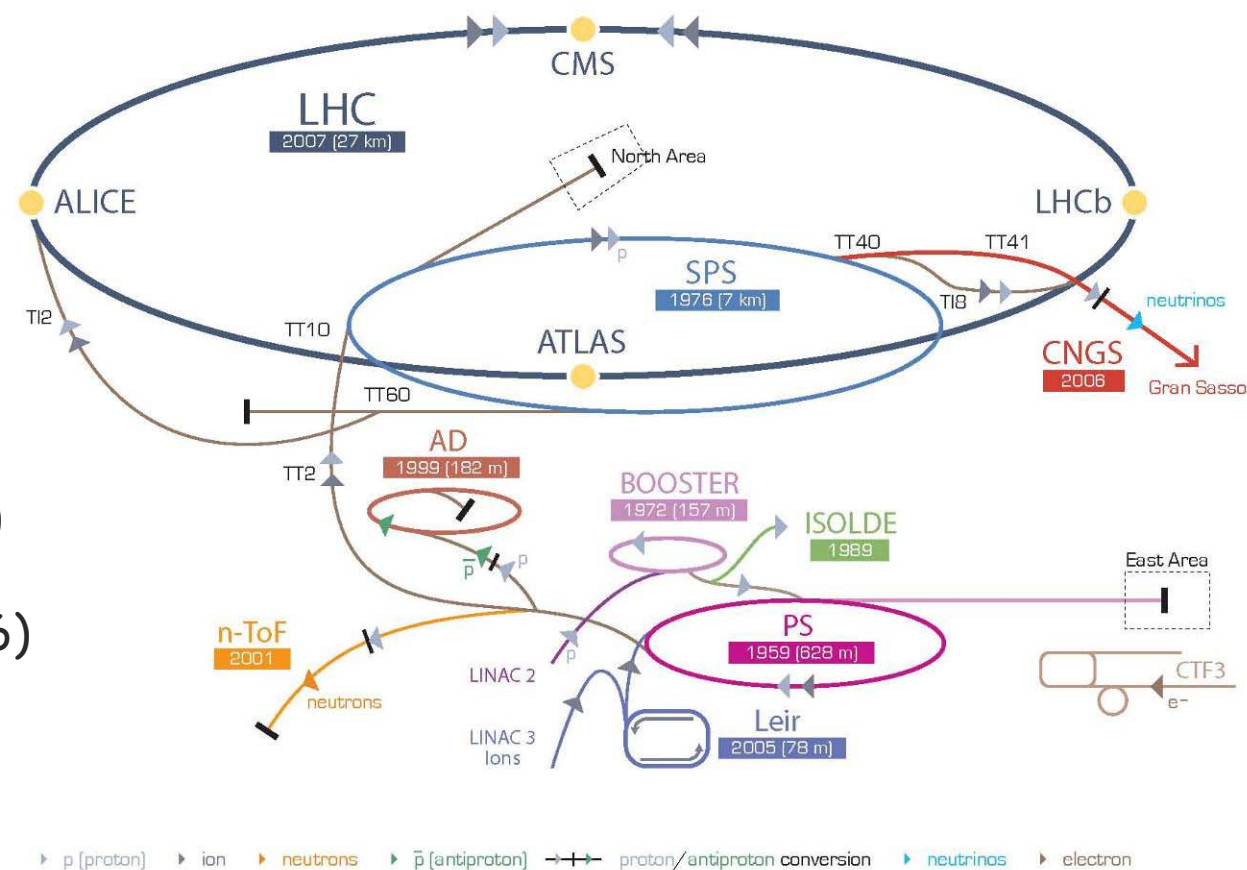 CMS
LHC
2007 (27 km)
North Area
ALICE
LHCb
TT40
TT41
p
SPS
1976 (7 km)
TI8
neutrinos
TI2
TT10
ATLAS
CNGS
2006
Gran Sasso
TT60
AD
1999 (182 m)
TT2
BOOSTER
1972 (157 m)
ISOLDE
1989
)
East Area
p̅
p
6)
n-ToF
2001
PS
1959 (628 m)
p
LINAC 2
CTF3
neutrons
e-
Leir
2005 (78 m)
LINAC 3
Ions
p (proton) ion neutrons p̅ (antiproton) proton/antiproton conversion neutrinos electron